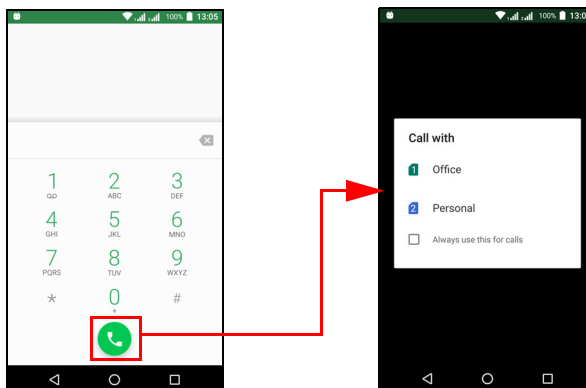 100% 13:05
1 2 3
ABC DEF
4 5 6
GHI JKL MNO
7 8 9
PQRS TUV WXYZ
* 0 #
+
100% 13:0
Call with
1 Office
2 Personal
Always use this for calls